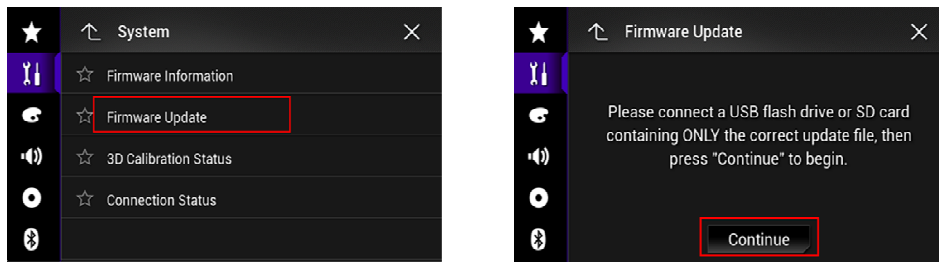 System
Firmware Information
Firmware Update
3D Calibration Status
Connection Status
Firmware Update
Please connect a USB flash drive or SD card
containing ONLY the correct update file, then
press "Continue" to begin.
Continue